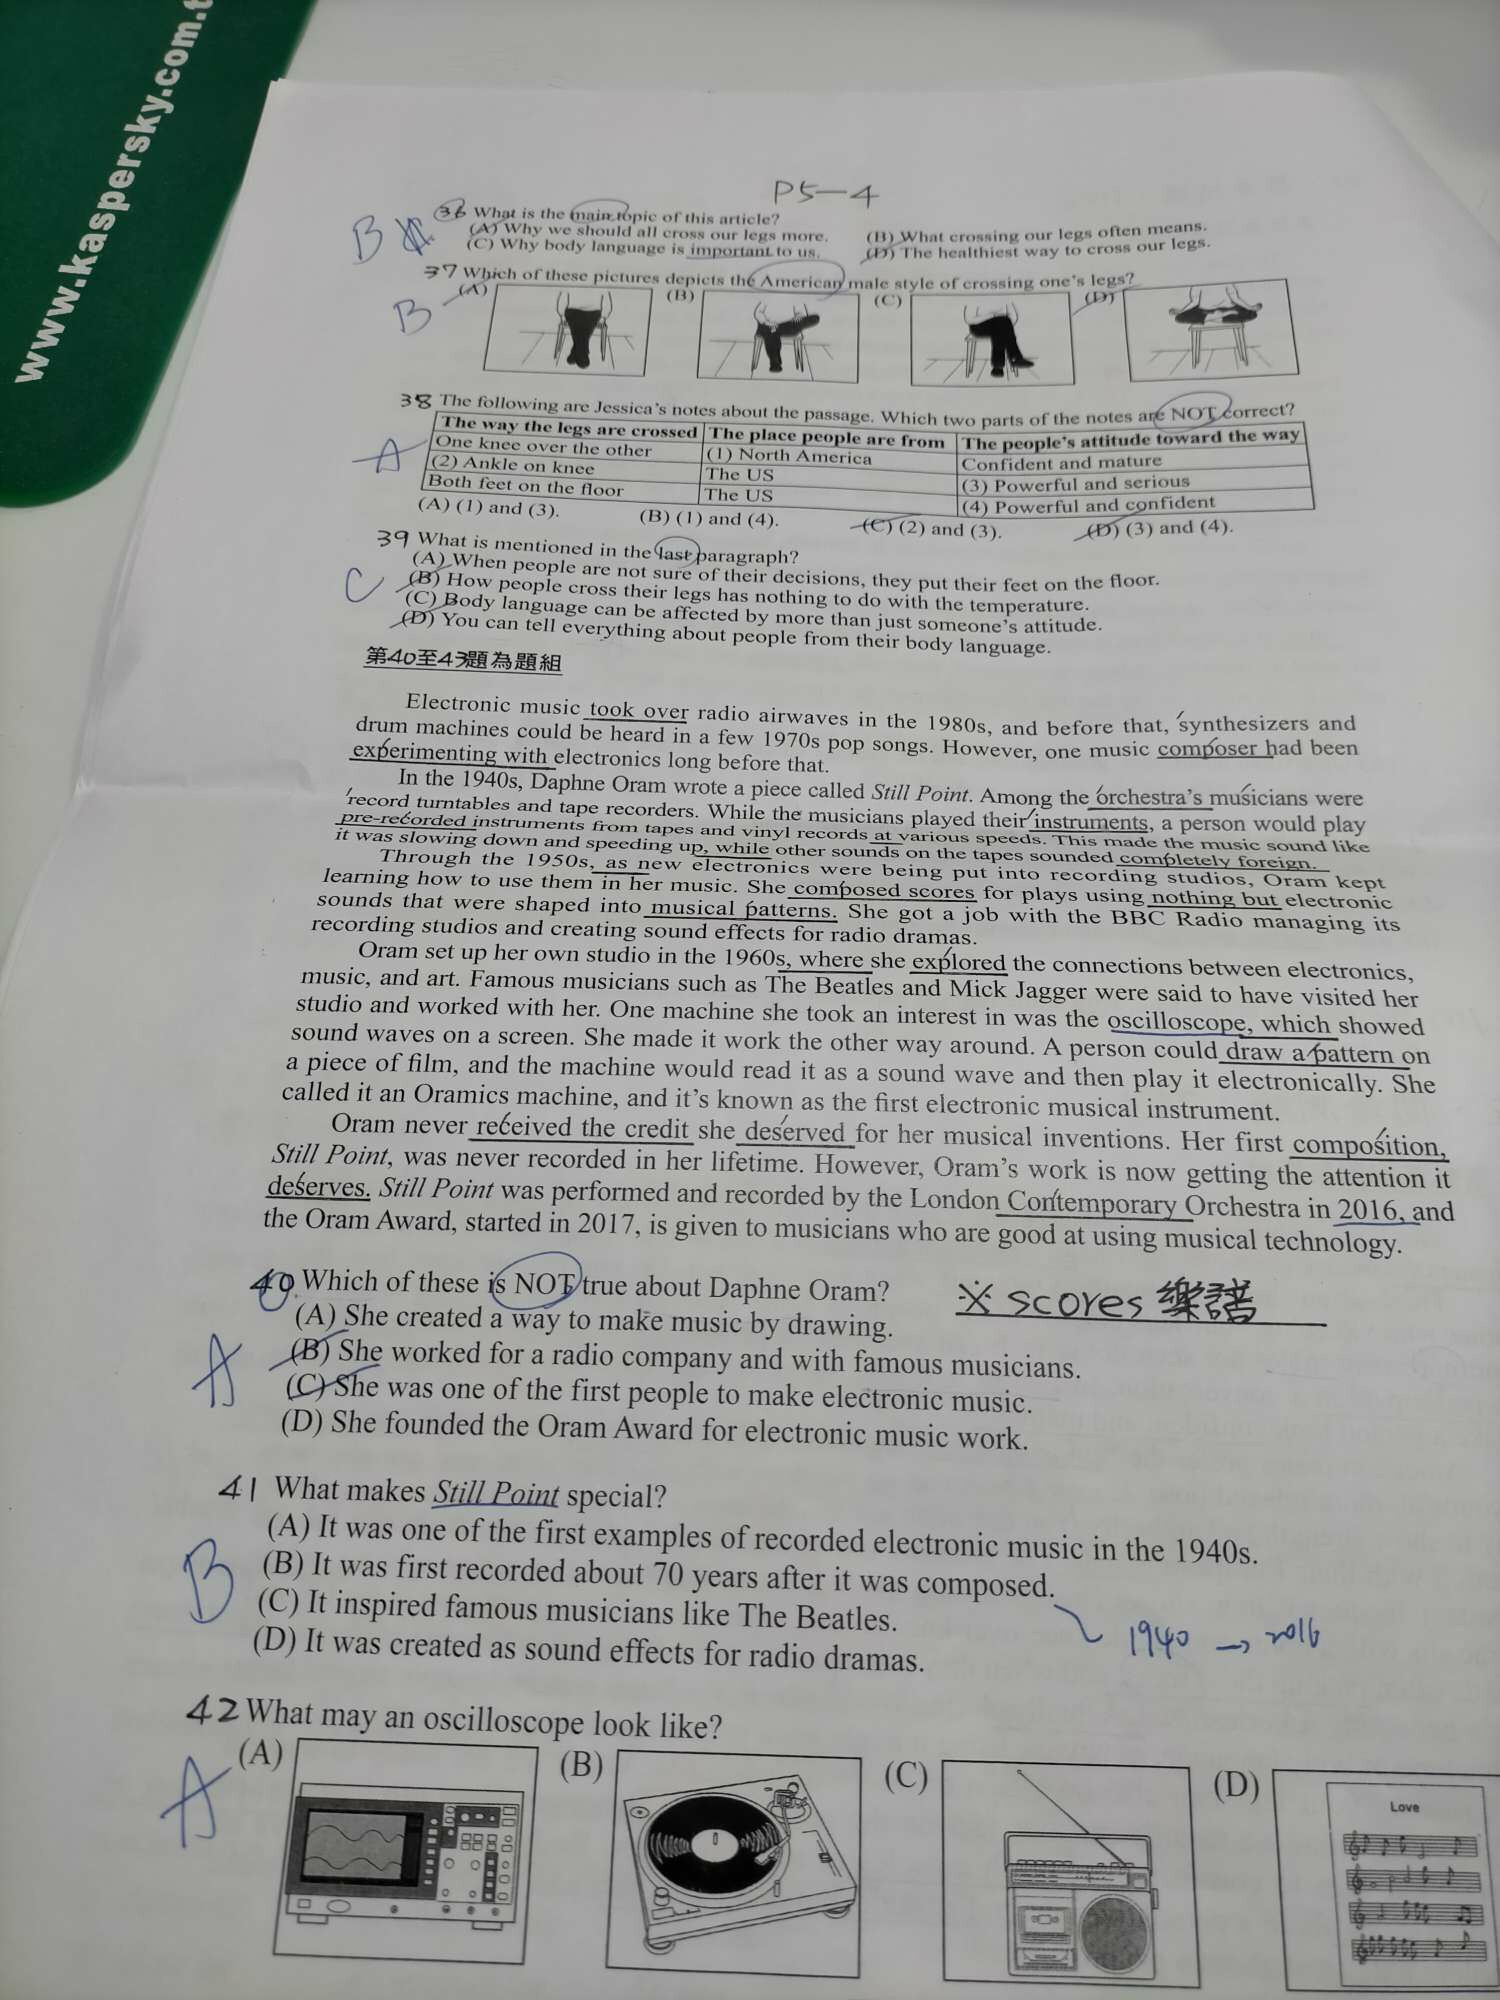 www.kaspersky.com.t
P5-4
B A. 36 What is the main topic of this article?
(A) Why we should all cross our legs more. (B) What crossing our legs often means.
(C) Why body language is important to us. (D) The healthiest way to cross our legs.
37 Which of these pictures depicts the American male style of crossing one's legs?
B (A) (B) (C) (D)
38 The following are Jessica's notes about the passage. Which two parts of the notes are NOT correct?
The way the legs are crossed The place people are from The people's attitude toward the way
A One knee over the other (1) North America Confident and mature
(2) Ankle on knee The US (3) Powerful and serious
Both feet on the floor The US (4) Powerful and confident
(A) (1) and (3). (B) (1) and (4). (C) (2) and (3). (D) (3) and (4).
39 What is mentioned in the last paragraph?
(A) When people are not sure of their decisions, they put their feet on the floor.
C (B) How people cross their legs has nothing to do with the temperature.
(C) Body language can be affected by more than just someone's attitude.
(D) You can tell everything about people from their body language.
第40至43題為題組
Electronic music took over radio airwaves in the 1980s, and before that, synthesizers and
drum machines could be heard in a few 1970s pop songs. However, one music composer had been
experimenting with electronics long before that.
In the 1940s, Daphne Oram wrote a piece called Still Point. Among the orchestra's musicians were
record turntables and tape recorders. While the musicians played their instruments, a person would play
pre-recorded instruments from tapes and vinyl records at various speeds. This made the music sound like
it was slowing down and speeding up, while other sounds on the tapes sounded completely foreign.
Through the 1950s, as new electronics were being put into recording studios, Oram kept
learning how to use them in her music. She composed scores for plays using nothing but electronic
sounds that were shaped into musical patterns. She got a job with the BBC Radio managing its
recording studios and creating sound effects for radio dramas.
Oram set up her own studio in the 1960s, where she explored the connections between electronics,
music, and art. Famous musicians such as The Beatles and Mick Jagger were said to have visited her
studio and worked with her. One machine she took an interest in was the oscilloscope, which showed
sound waves on a screen. She made it work the other way around. A person could draw a pattern on
a piece of film, and the machine would read it as a sound wave and then play it electronically. She
called it an Oramics machine, and it's known as the first electronic musical instrument.
Oram never received the credit she deserved for her musical inventions. Her first composition,
Still Point, was never recorded in her lifetime. However, Oram's work is now getting the attention it
deserves. Still Point was performed and recorded by the London Contemporary Orchestra in 2016, and
the Oram Award, started in 2017, is given to musicians who are good at using musical technology.
40 Which of these is NOT true about Daphne Oram? ※ scores 樂譜
(A) She created a way to make music by drawing.
A (B) She worked for a radio company and with famous musicians.
(C) She was one of the first people to make electronic music.
(D) She founded the Oram Award for electronic music work.
41 What makes Still Point special?
(A) It was one of the first examples of recorded electronic music in the 1940s.
B (B) It was first recorded about 70 years after it was composed.
(C) It inspired famous musicians like The Beatles.
1940 → 2016
(D) It was created as sound effects for radio dramas.
42 What may an oscilloscope look like?
A (A) (B) (C) (D)
Love